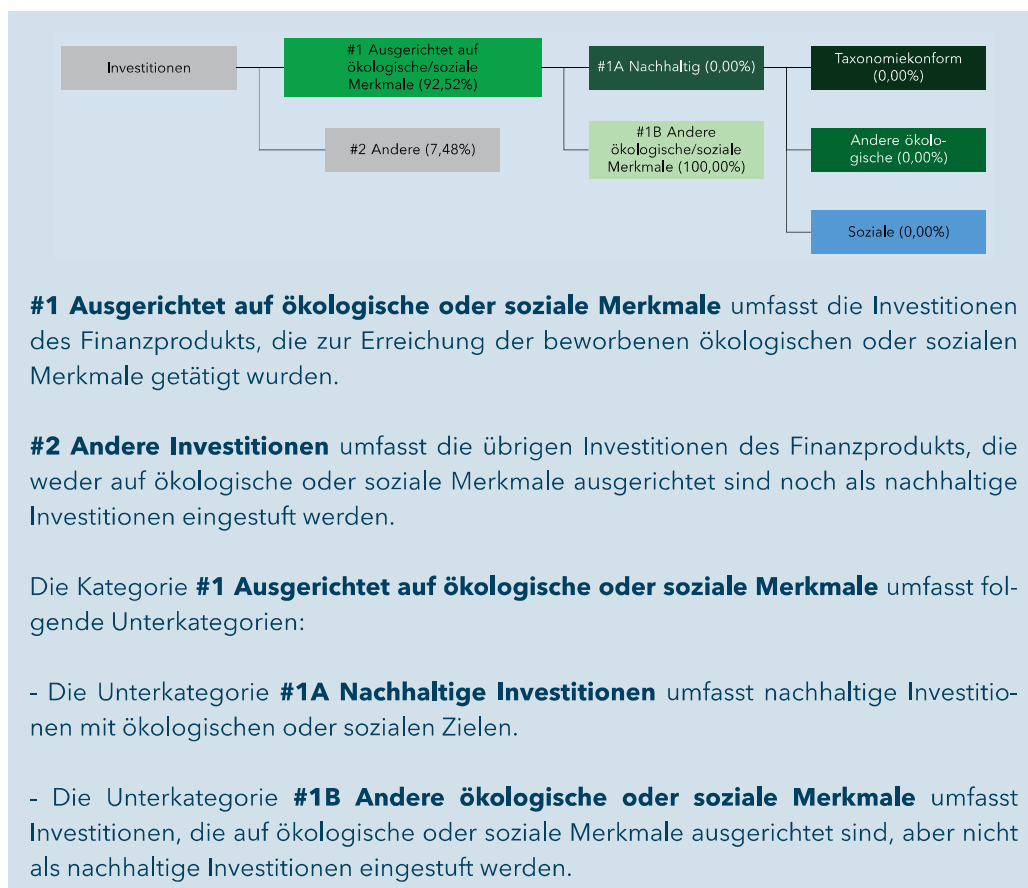 Investitionen
#1 Ausgerichtet auf
ökologische/soziale
Merkmale (92,52%)
#2 Andere (7,48%)
#1A Nachhaltig (0,00%)
#1B Andere
ökologische/soziale
Merkmale (100,00%)
Taxonomiekonform
(0,00%)
Andere ökolo-
gische (0,00%)
Soziale (0,00%)
#1 Ausgerichtet auf ökologische oder soziale Merkmale umfasst die Investitionen
des Finanzprodukts, die zur Erreichung der beworbenen ökologischen oder sozialen
Merkmale getätigt wurden.
#2 Andere Investitionen umfasst die übrigen Investitionen des Finanzprodukts, die
weder auf ökologische oder soziale Merkmale ausgerichtet sind noch als nachhaltige
Investitionen eingestuft werden.
Die Kategorie #1 Ausgerichtet auf ökologische oder soziale Merkmale umfasst fol-
gende Unterkategorien:
- Die Unterkategorie #1A Nachhaltige Investitionen umfasst nachhaltige Investitio-
nen mit ökologischen oder sozialen Zielen.
- Die Unterkategorie #1B Andere ökologische oder soziale Merkmale umfasst
Investitionen, die auf ökologische oder soziale Merkmale ausgerichtet sind, aber nicht
als nachhaltige Investitionen eingestuft werden.